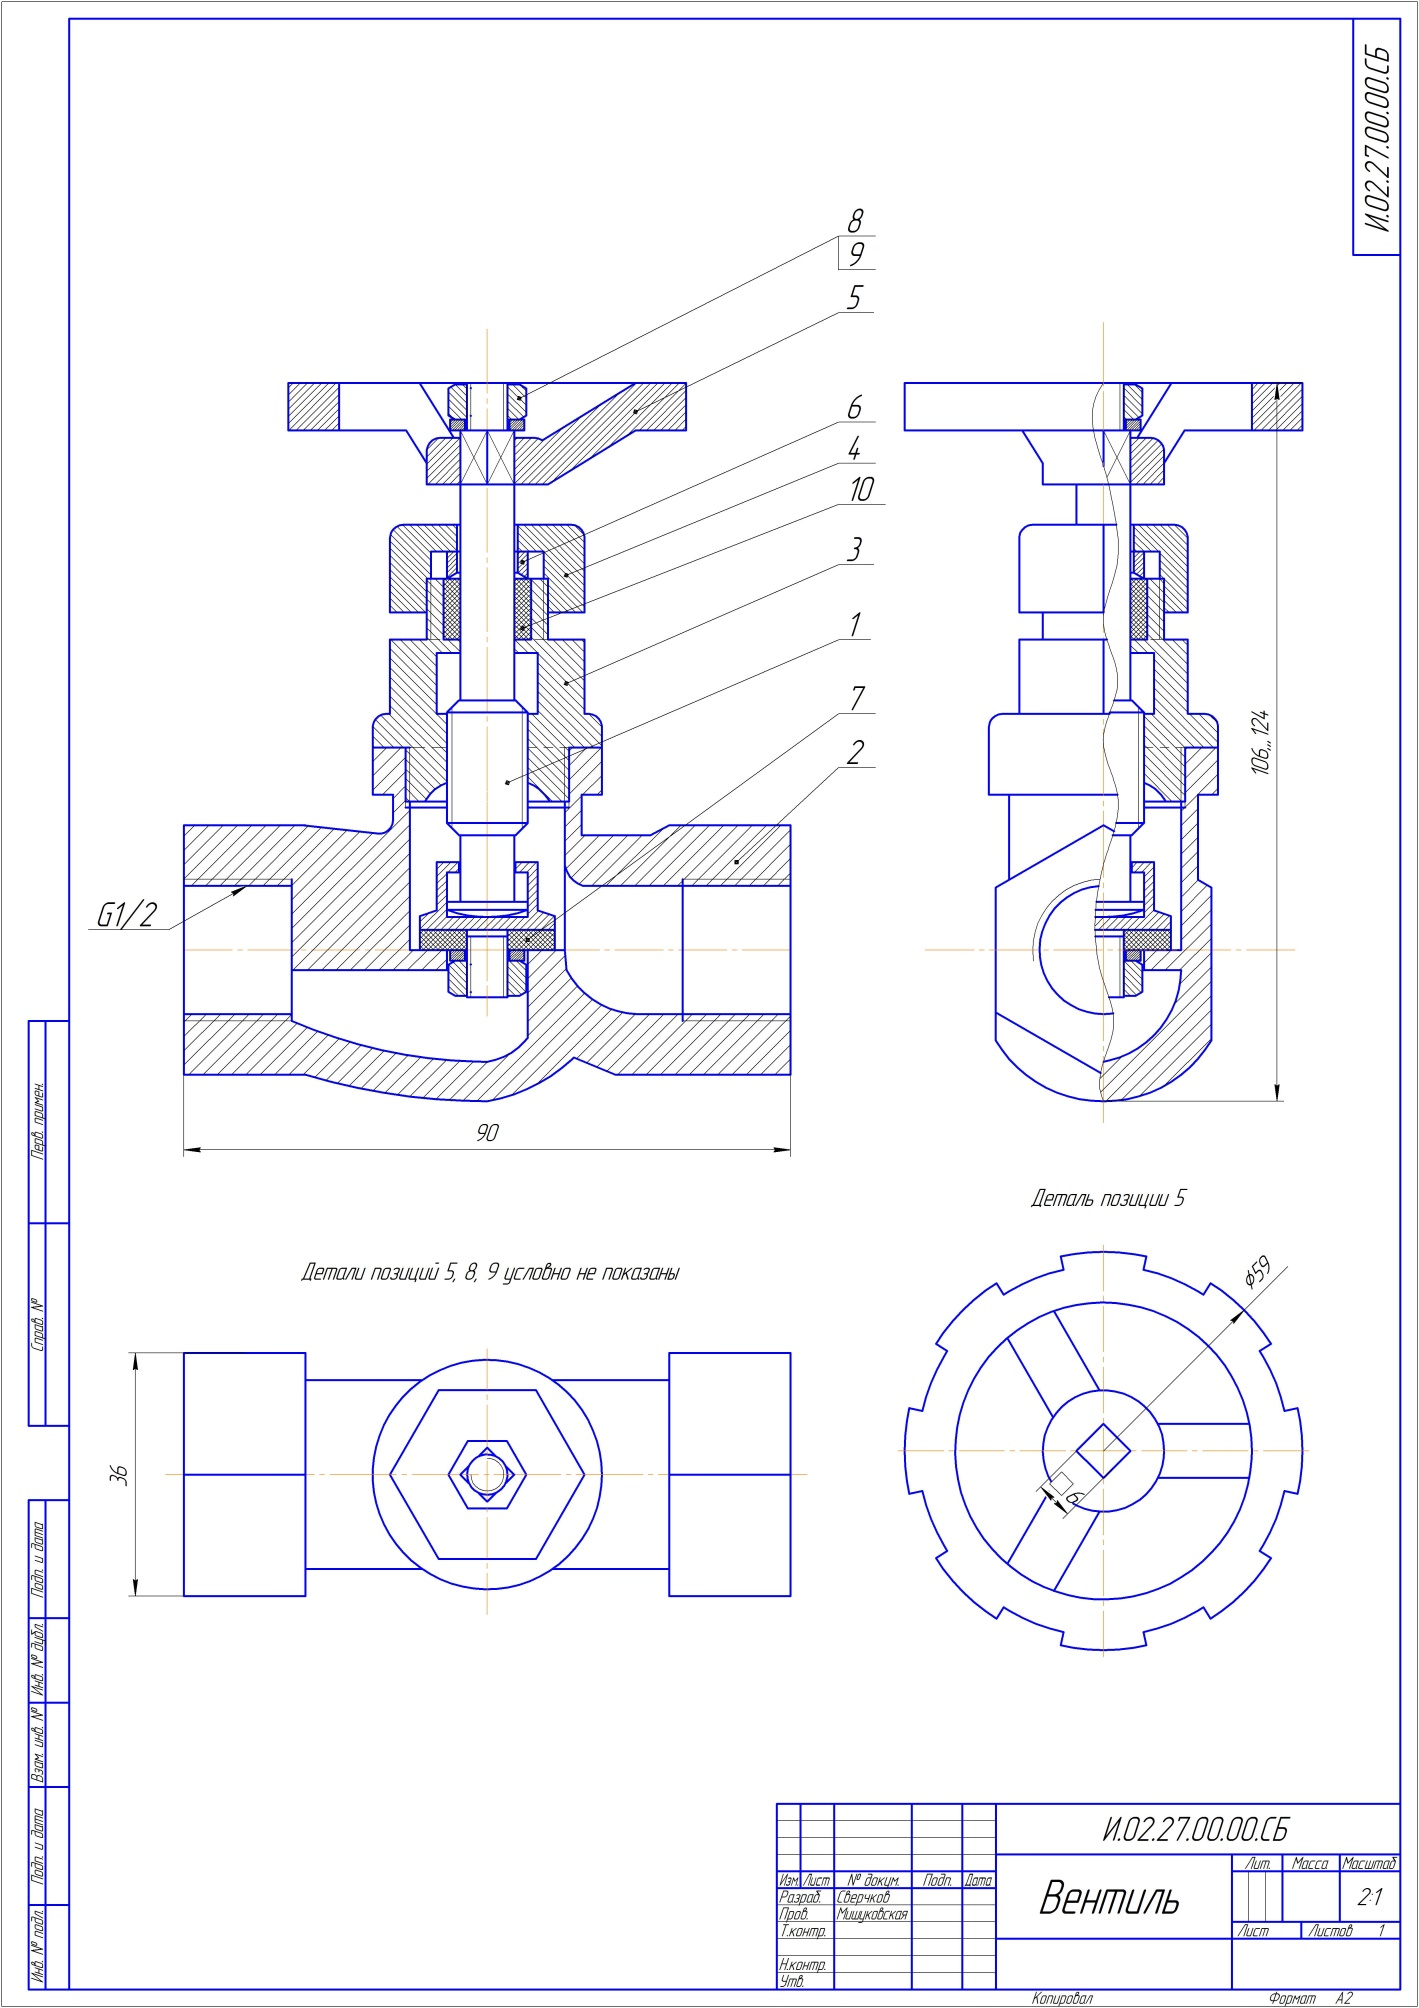 И.02.27.00.00.СБ
8
9
5
6
4
10
3
1
7
2
G1/2
90
106...124
Деталь позиции 5
Детали позиций 5, 8, 9 условно не показаны
36
ϕ59
□6
Перв. примен.
Справ. №
Подп. и дата
Инв. № дубл.
Взам. инв. №
Подп. и дата
Инв. № подл.
И.02.27.00.00.СБ
Вентиль
Лит. Масса Масштаб
2:1
Лист Листов 1
Изм. Лист № докум. Подп. Дата
Разраб. Сверчков
Пров. Мишуковская
Т.контр.
Н.контр.
Утв.
Копировал Формат А2